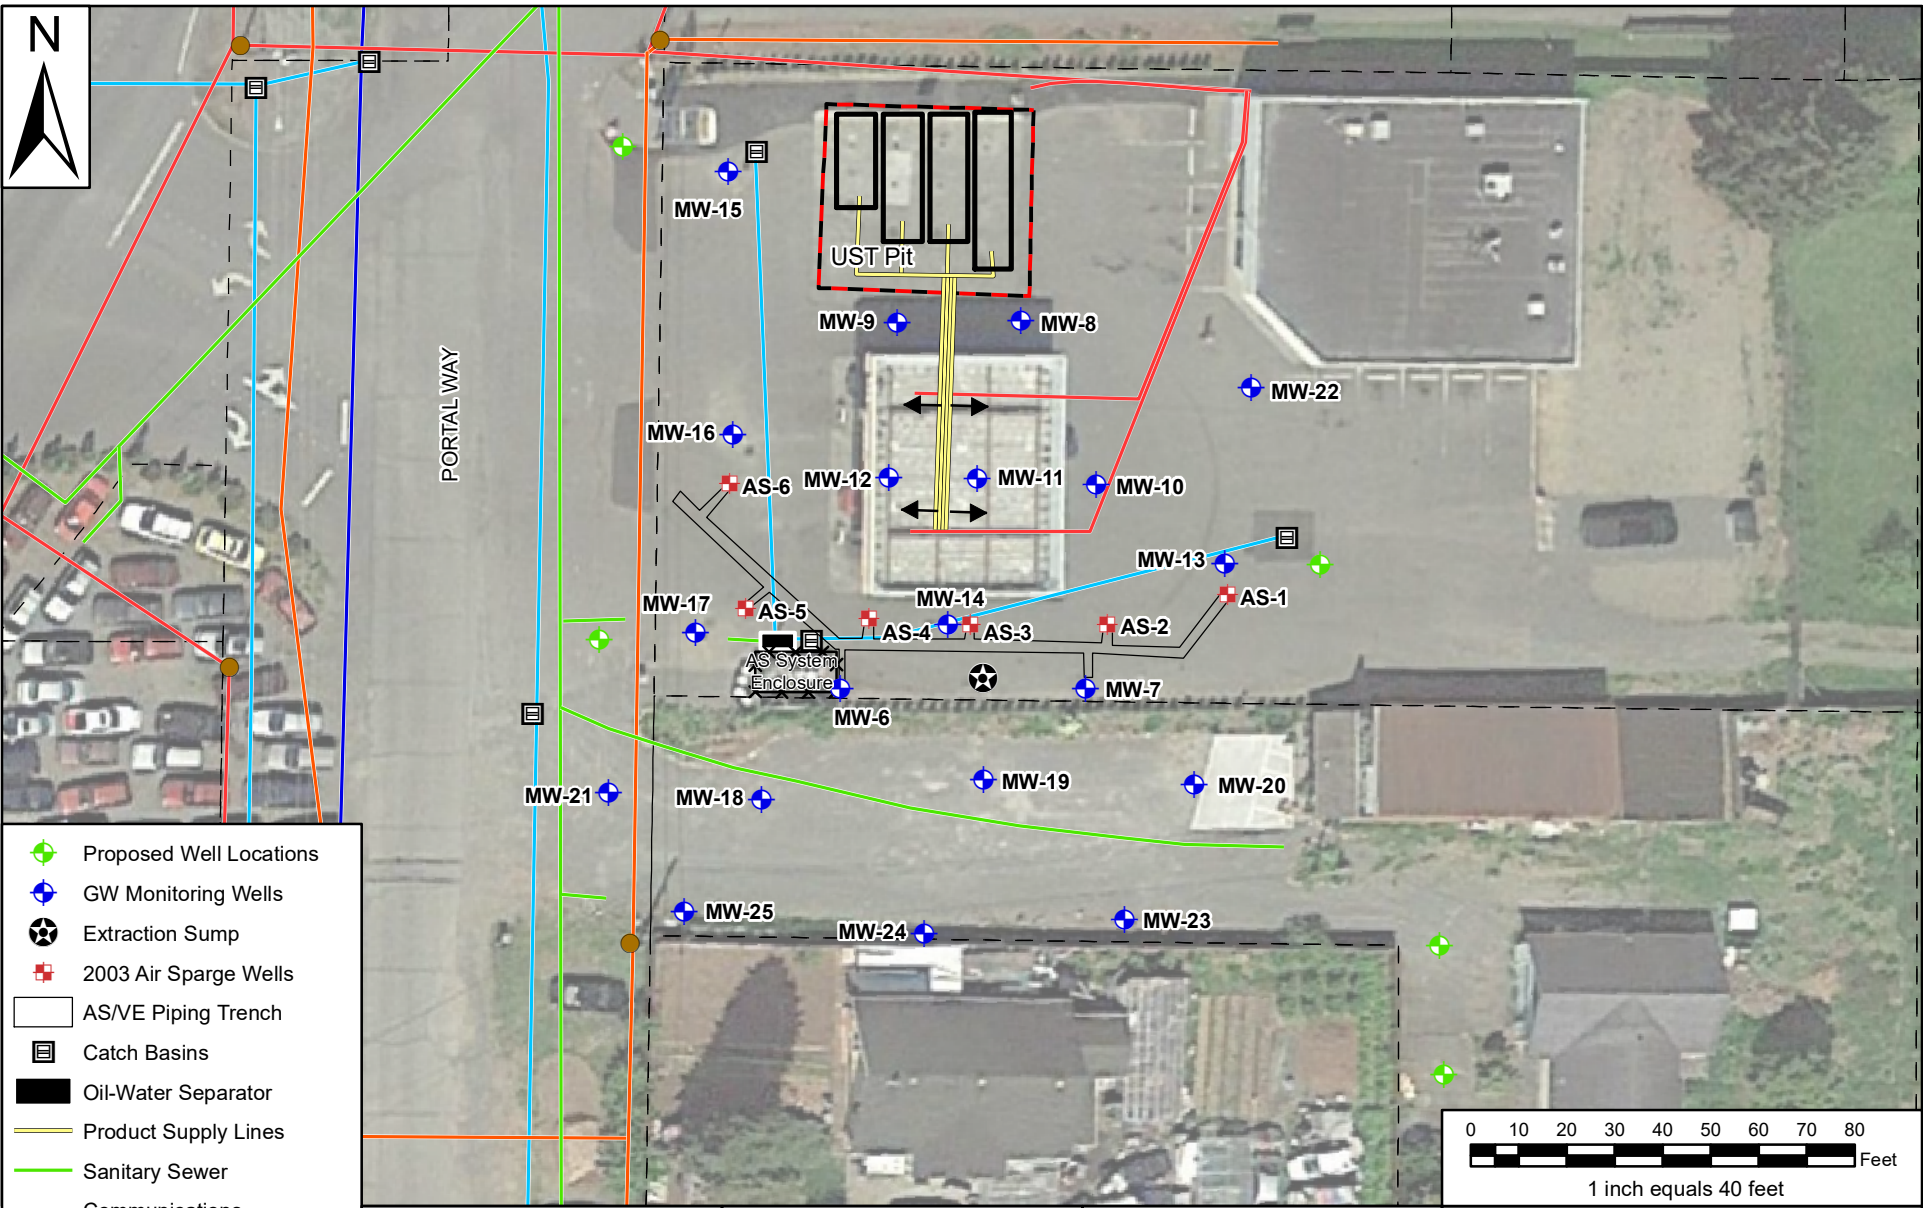 N
MW-15
UST Pit
MW-9
MW-8
PORTAL WAY
MW-22
MW-16
AS-6
MW-12
MW-11
MW-10
MW-13
AS-1
MW-17
AS-5
MW-14
AS-4
AS-3
AS-2
AS System
Enclosure
MW-7
MW-6
MW-21
MW-18
MW-19
MW-20
MW-25
MW-24
MW-23
Proposed Well Locations
GW Monitoring Wells
Extraction Sump
2003 Air Sparge Wells
AS/VE Piping Trench
Catch Basins
Oil-Water Separator
Product Supply Lines
Sanitary Sewer
Communications
0 10 20 30 40 50 60 70 80
Feet
1 inch equals 40 feet